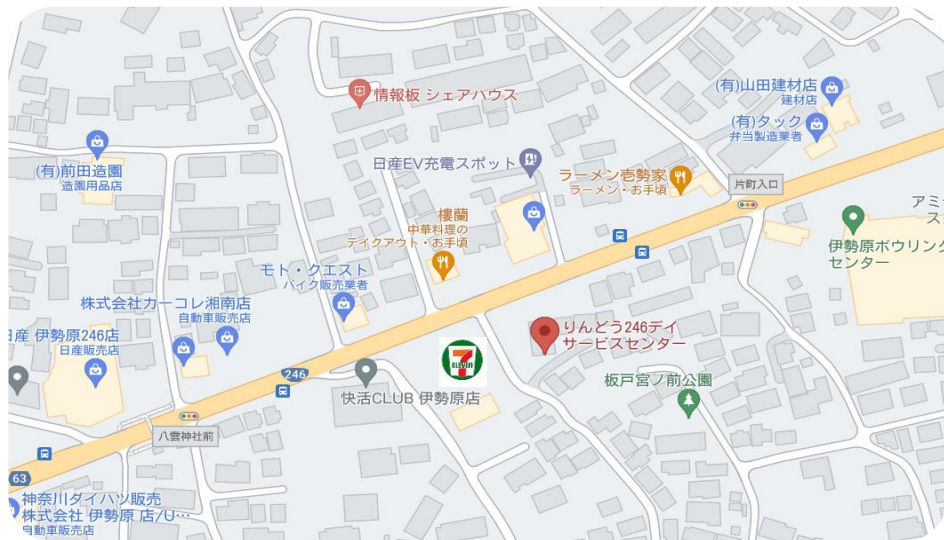 (有)山田建材店
建材店
情報板 シェアハウス
(有)タック
弁当製造業者
(有)前田造園
造園用品店
日産EV充電スポット
ラーメン壱勢家
ラーメン・お手頃
片町入口
樓蘭
中華料理の
テイクアウト・お手頃
アミ
ス
伊勢原ボウリング
センター
モト・クエスト
バイク販売業者
株式会社カーコレ湘南店
自動車販売店
りんどう246デイ
サービスセンター
日産 伊勢原246店
日産販売店
7
ELEVEN
246
快活CLUB 伊勢原店
板戸宮ノ前公園
八雲神社前
63
神奈川ダイハツ販売
株式会社 伊勢原 店/U…
自動車販売店